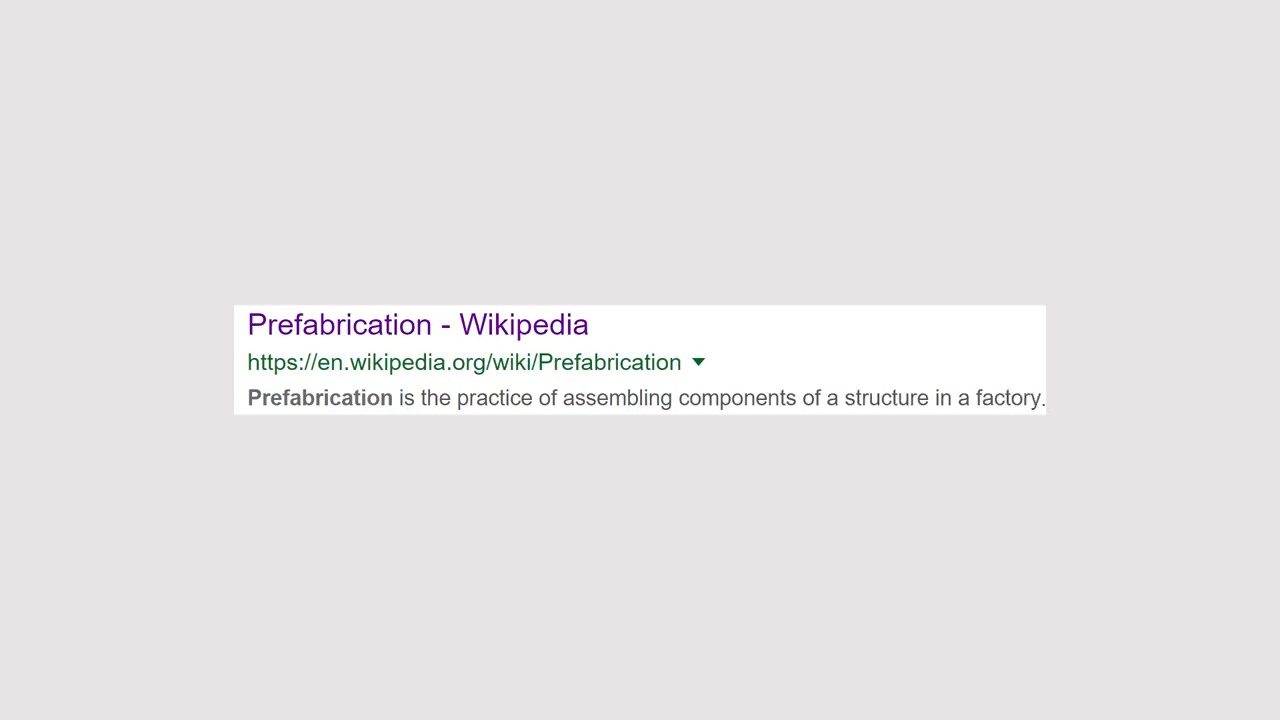 Prefabrication - Wikipedia
https://en.wikipedia.org/wiki/Prefabrication
Prefabrication is the practice of assembling components of a structure in a factory.